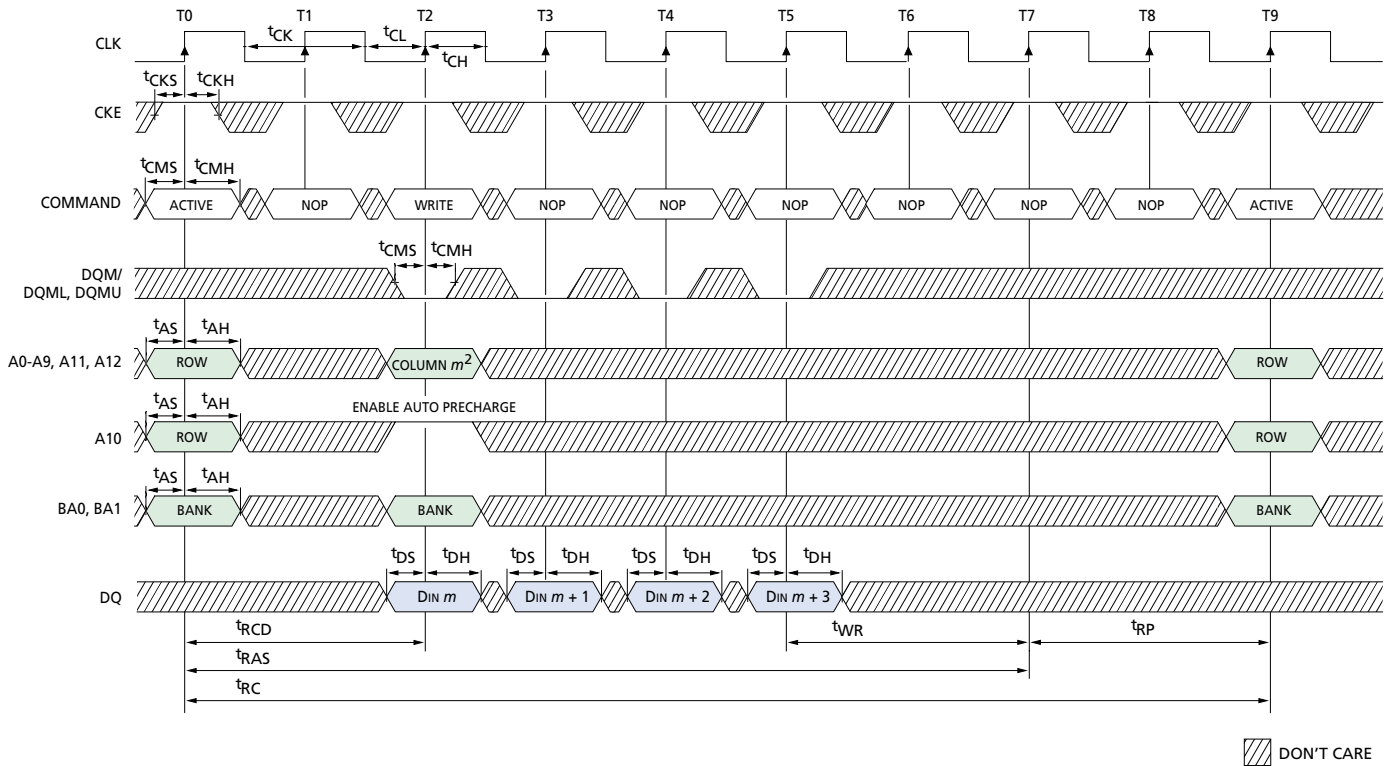 T0 T1 T2 T3 T4 T5 T6 T7 T8 T9
CLK
tCK tCL tCH
tCKS tCKH
CKE
tCMS tCMH
COMMAND ACTIVE NOP WRITE NOP NOP NOP NOP NOP NOP ACTIVE
tCMS tCMH
DQM/
DQML, DQMU
tAS tAH
A0-A9, A11, A12 ROW COLUMN m2 ROW
tAS tAH ENABLE AUTO PRECHARGE
A10 ROW ROW
tAS tAH
BA0, BA1 BANK BANK BANK
tDS tDH tDS tDH tDS tDH tDS tDH
DQ DIN m DIN m + 1 DIN m + 2 DIN m + 3
tRCD tWR tRP
tRAS
tRC
DON'T CARE